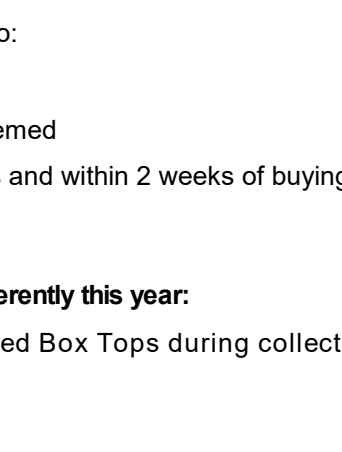 o:
emed
and within 2 weeks of buying
erently this year:
ed Box Tops during collect